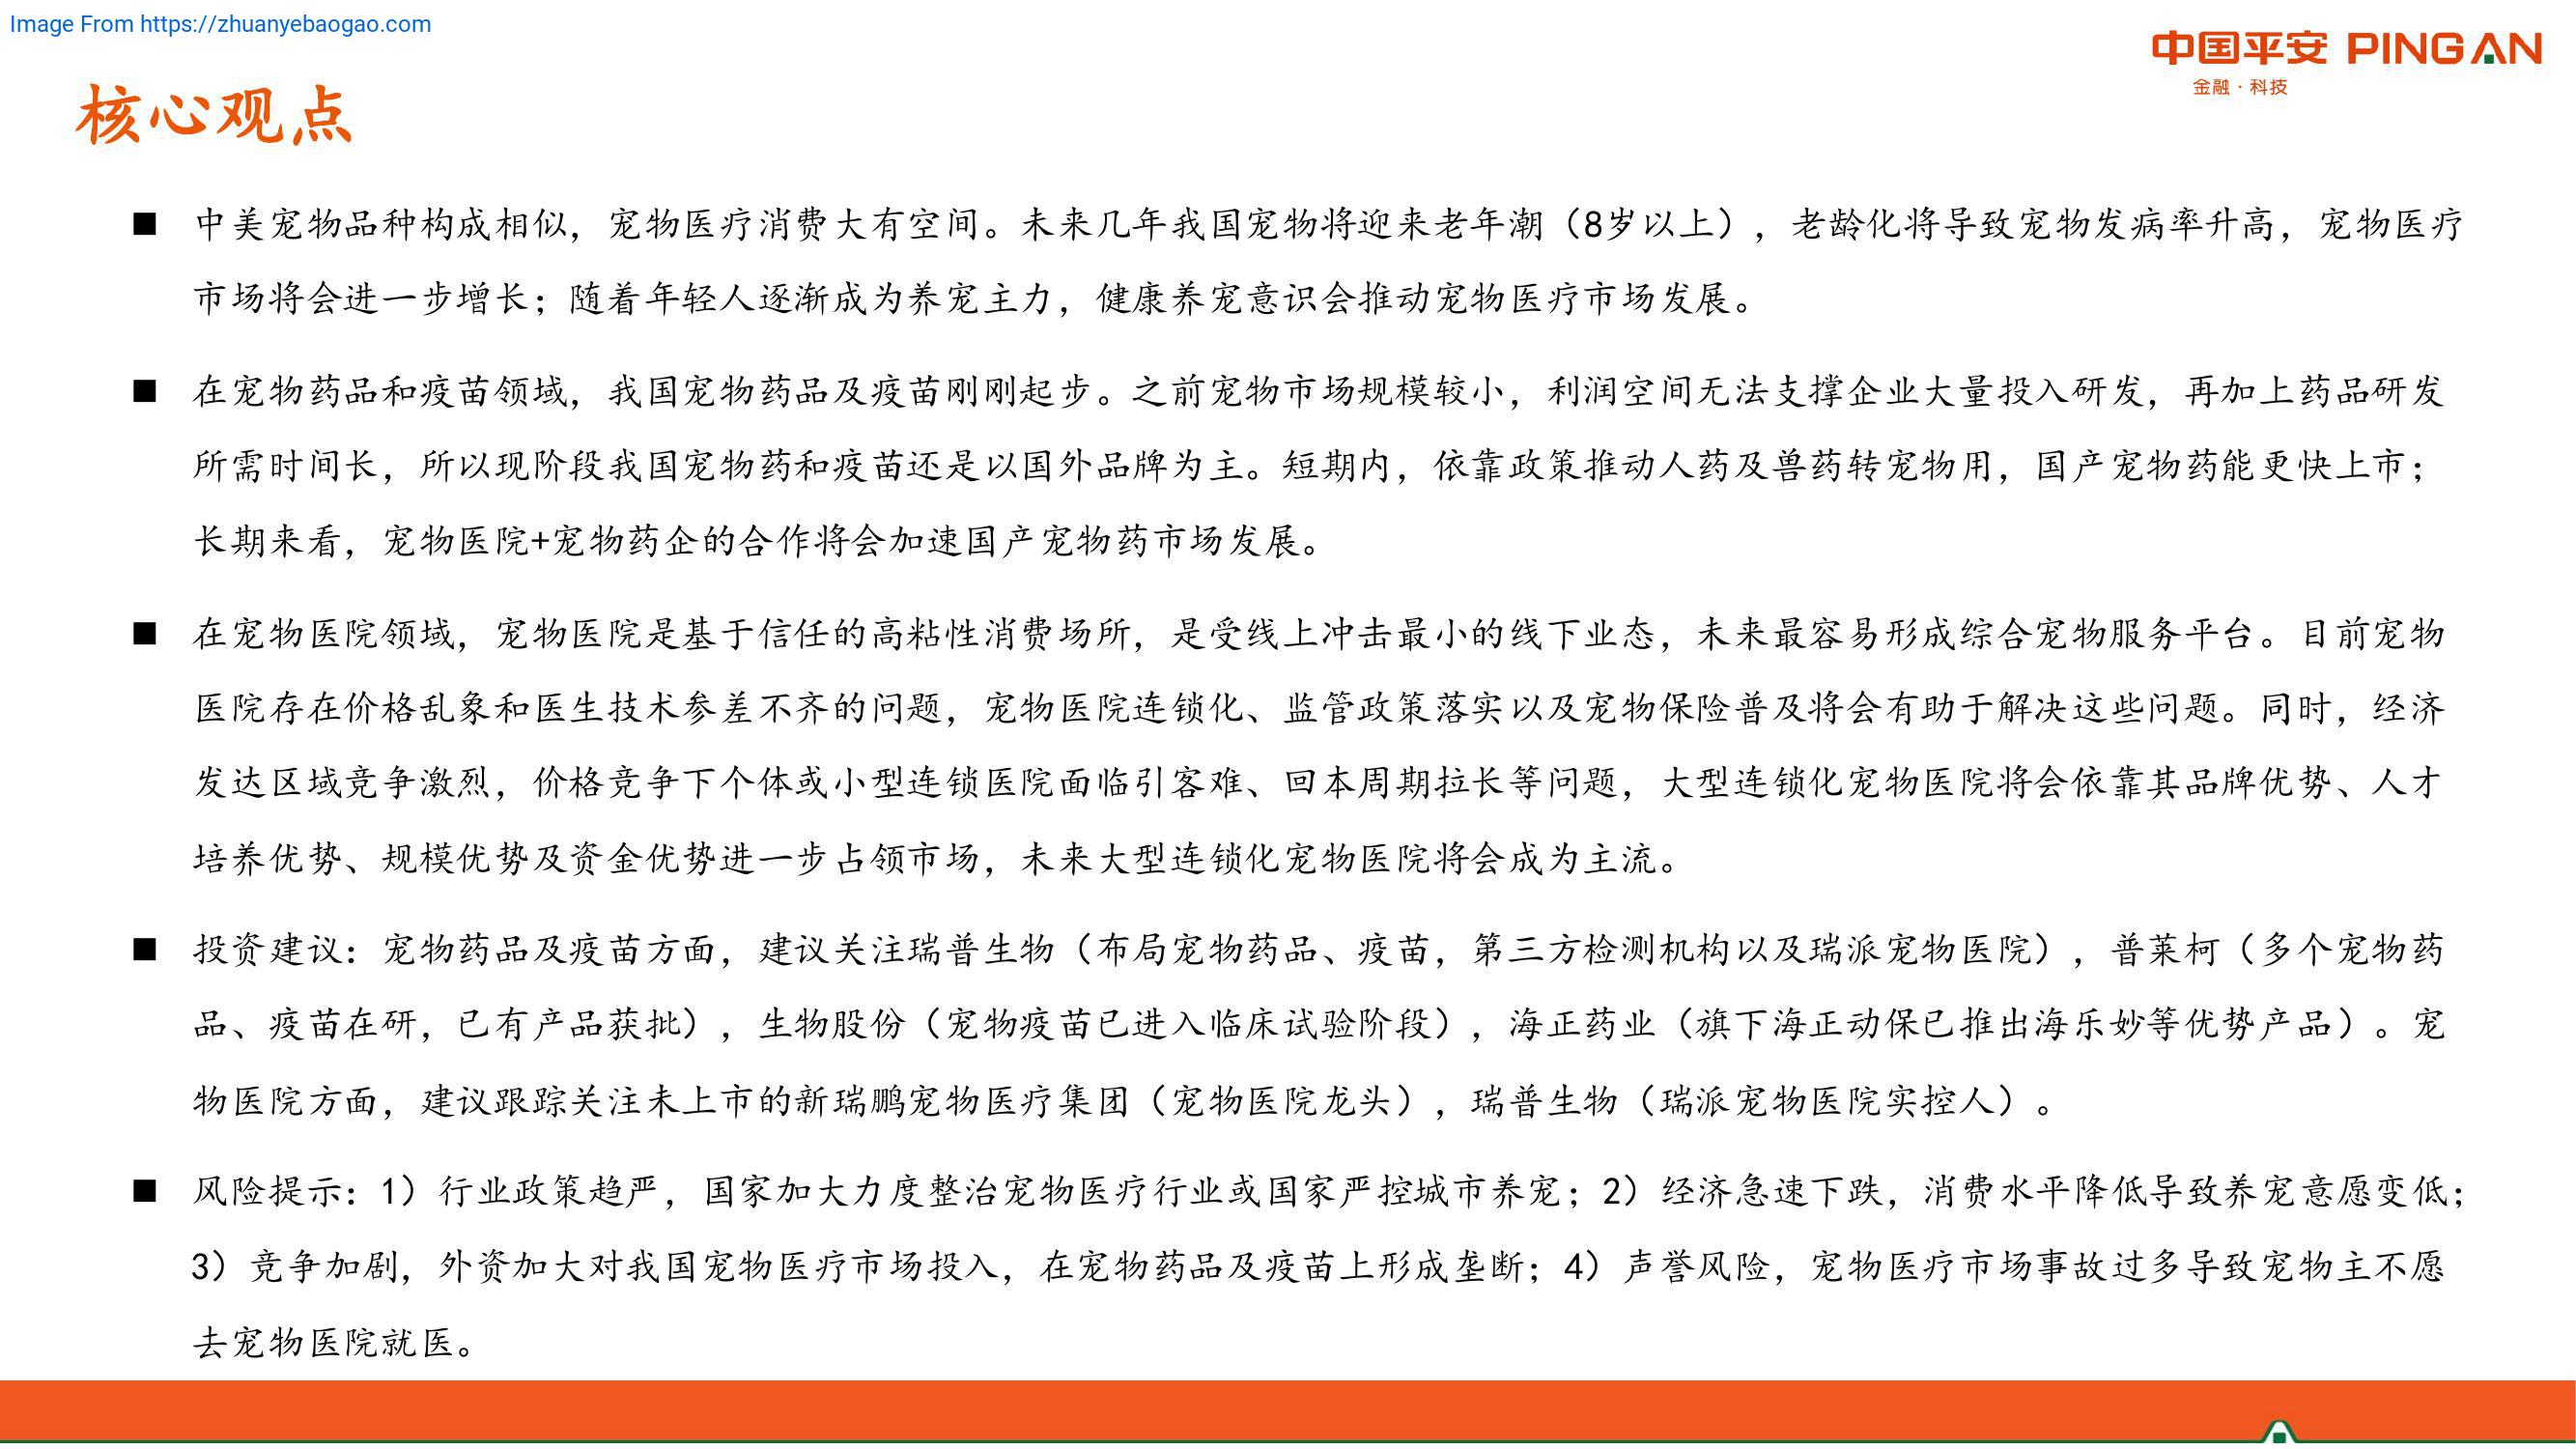 Image From https://zhuanyebaogao.com
中国平安 PINGAN
金融·科技
核心观点
■ 中美宠物品种构成相似，宠物医疗消费大有空间。未来几年我国宠物将迎来老年潮（8岁以上），老龄化将导致宠物发病率升高，宠物医疗
市场将会进一步增长；随着年轻人逐渐成为养宠主力，健康养宠意识会推动宠物医疗市场发展。
■ 在宠物药品和疫苗领域，我国宠物药品及疫苗刚刚起步。之前宠物市场规模较小，利润空间无法支撑企业大量投入研发，再加上药品研发
所需时间长，所以现阶段我国宠物药和疫苗还是以国外品牌为主。短期内，依靠政策推动人药及兽药转宠物用，国产宠物药能更快上市；
长期来看，宠物医院+宠物药企的合作将会加速国产宠物药市场发展。
■ 在宠物医院领域，宠物医院是基于信任的高粘性消费场所，是受线上冲击最小的线下业态，未来最容易形成综合宠物服务平台。目前宠物
医院存在价格乱象和医生技术参差不齐的问题，宠物医院连锁化、监管政策落实以及宠物保险普及将会有助于解决这些问题。同时，经济
发达区域竞争激烈，价格竞争下个体或小型连锁医院面临引客难、回本周期拉长等问题，大型连锁化宠物医院将会依靠其品牌优势、人才
培养优势、规模优势及资金优势进一步占领市场，未来大型连锁化宠物医院将会成为主流。
■ 投资建议：宠物药品及疫苗方面，建议关注瑞普生物（布局宠物药品、疫苗，第三方检测机构以及瑞派宠物医院），普莱柯（多个宠物药
品、疫苗在研，已有产品获批），生物股份（宠物疫苗已进入临床试验阶段），海正药业（旗下海正动保已推出海乐妙等优势产品）。宠
物医院方面，建议跟踪关注未上市的新瑞鹏宠物医疗集团（宠物医院龙头），瑞普生物（瑞派宠物医院实控人）。
■ 风险提示：1）行业政策趋严，国家加大力度整治宠物医疗行业或国家严控城市养宠；2）经济急速下跌，消费水平降低导致养宠意愿变低；
3）竞争加剧，外资加大对我国宠物医疗市场投入，在宠物药品及疫苗上形成垄断；4）声誉风险，宠物医疗市场事故过多导致宠物主不愿
去宠物医院就医。